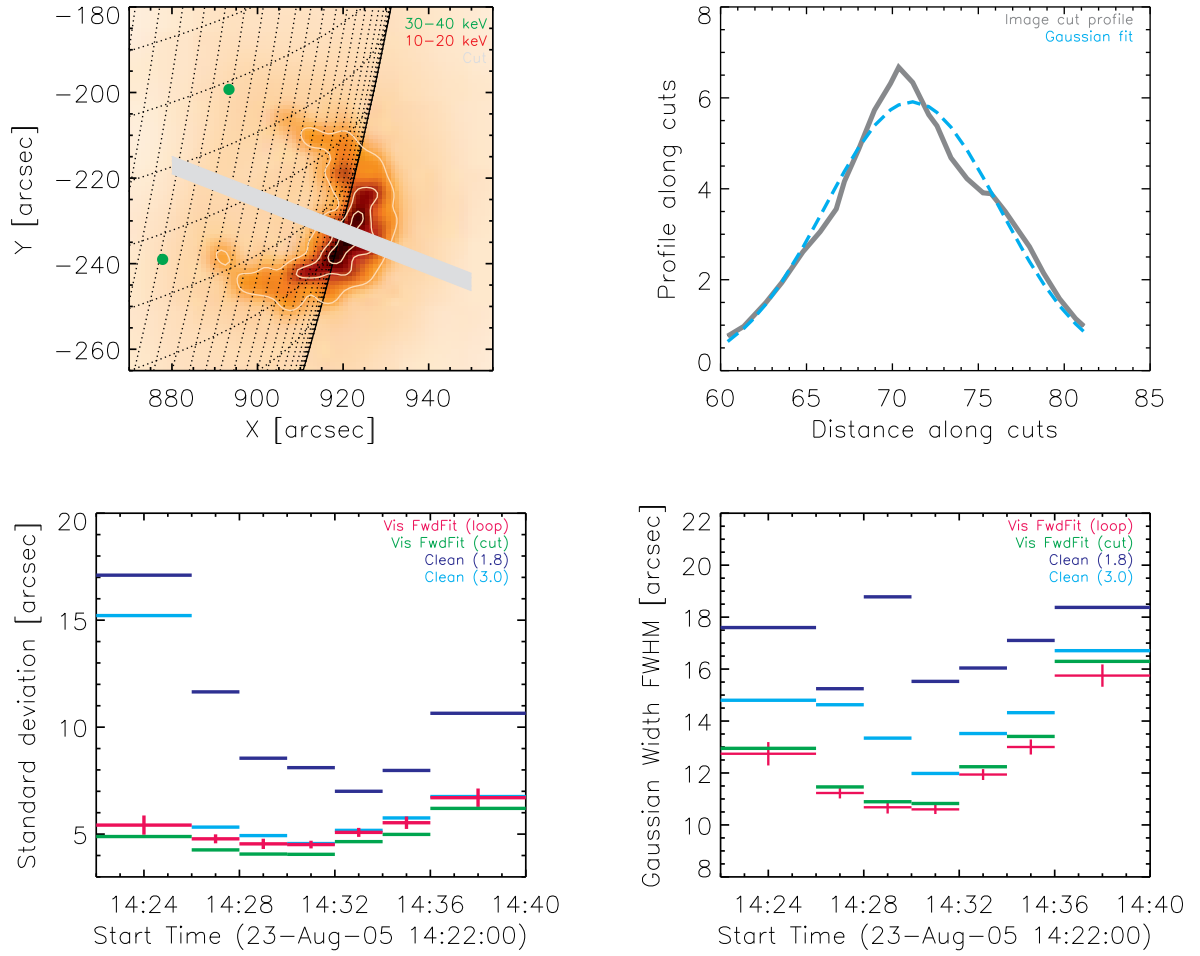 30-40 keV
10-20 keV
Cut
-180
-200
-220
-240
-260
Y [arcsec]
880 900 920 940
X [arcsec]
Image cut profile
Gaussian fit
8
6
4
2
0
Profile along cuts
60 65 70 75 80 85
Distance along cuts
Vis FwdFit (loop)
Vis FwdFit (cut)
Clean (1.8)
Clean (3.0)
20
15
10
5
Standard deviation [arcsec]
14:24 14:28 14:32 14:36 14:40
Start Time (23-Aug-05 14:22:00)
Vis FwdFit (loop)
Vis FwdFit (cut)
Clean (1.8)
Clean (3.0)
22
20
18
16
14
12
10
8
Gaussian Width FWHM [arcsec]
14:24 14:28 14:32 14:36 14:40
Start Time (23-Aug-05 14:22:00)